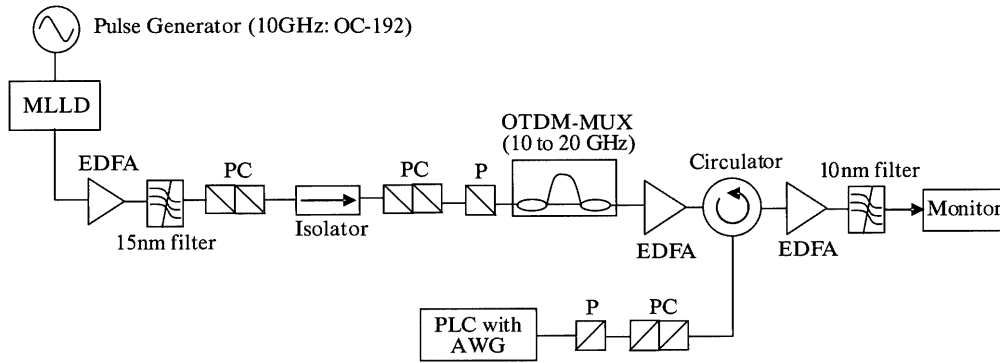 Pulse Generator (10GHz: OC-192)
MLLD
EDFA
15nm filter
PC
Isolator
PC
P
OTDM-MUX
(10 to 20 GHz)
EDFA
Circulator
EDFA
10nm filter
Monitor
PLC with
AWG
P
PC